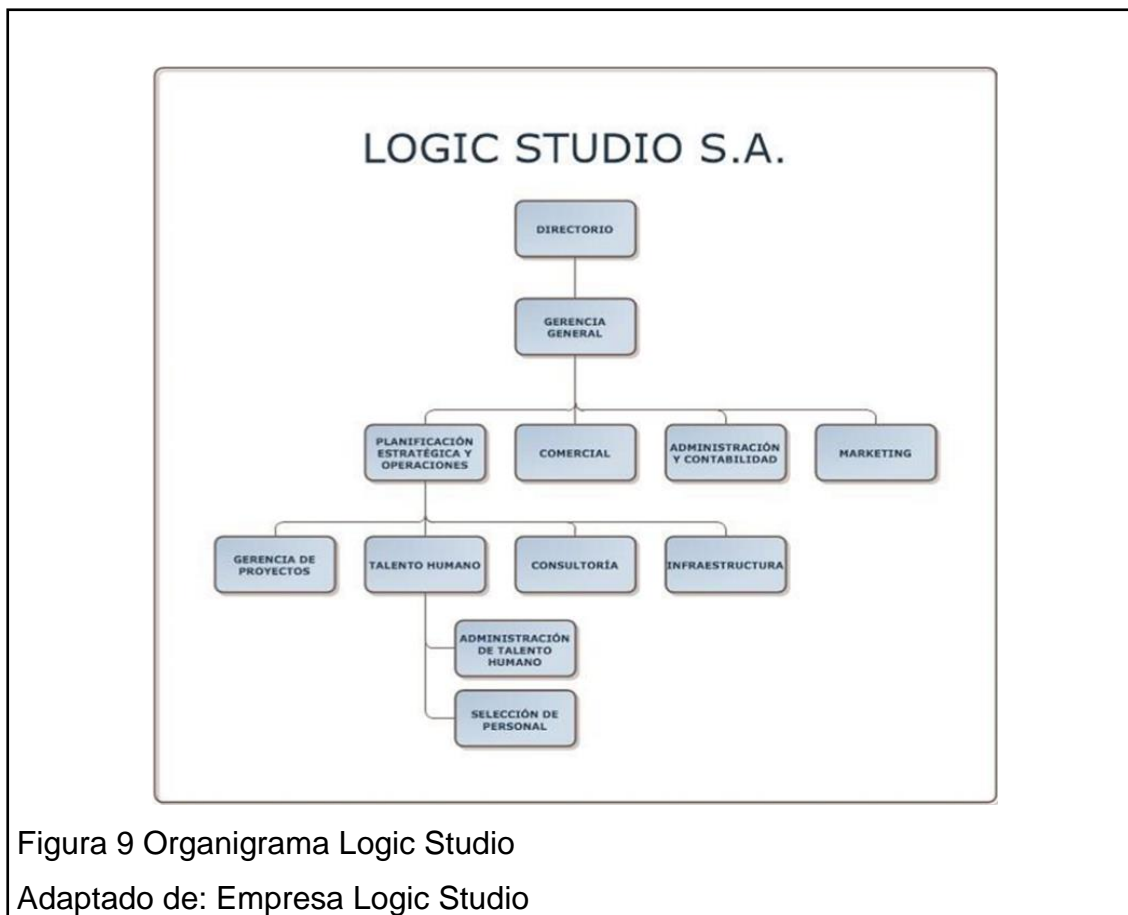 LOGIC STUDIO S.A.
DIRECTORIO
GERENCIA
GENERAL
PLANIFICACIÓN
ESTRATÉGICA Y
OPERACIONES
COMERCIAL
ADMINISTRACIÓN
Y CONTABILIDAD
MARKETING
GERENCIA DE
PROYECTOS
TALENTO HUMANO
CONSULTORÍA
INFRAESTRUCTURA
ADMINISTRACIÓN
DE TALENTO
HUMANO
SELECCIÓN DE
PERSONAL
Figura 9 Organigrama Logic Studio
Adaptado de: Empresa Logic Studio